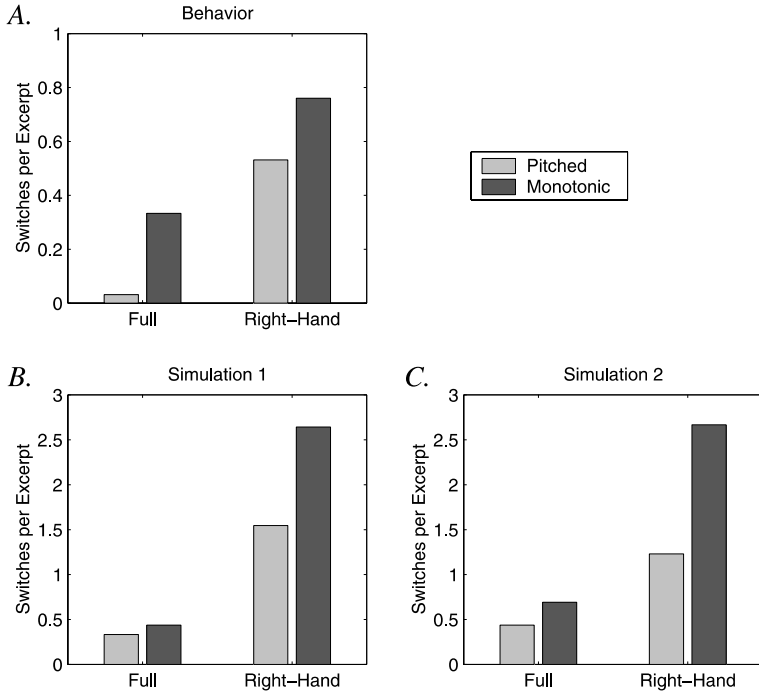 A.
Behavior
Switches per Excerpt
1
0.8
0.6
0.4
0.2
0
Full
Right-Hand
Pitched
Monotonic
B.
Simulation 1
Switches per Excerpt
3
2.5
2
1.5
1
0.5
0
Full
Right-Hand
C.
Simulation 2
Switches per Excerpt
3
2.5
2
1.5
1
0.5
0
Full
Right-Hand